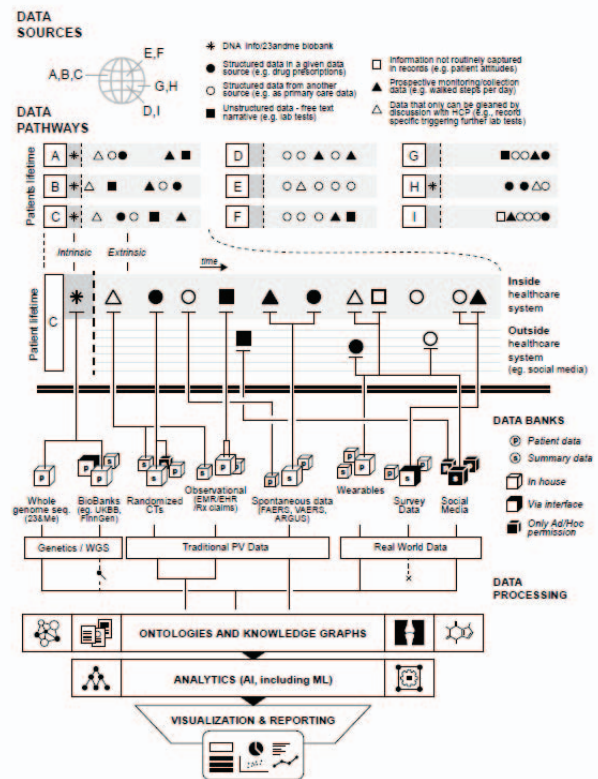 DATA
SOURCES
E,F
A,B,C
G,H
D,I
DNA info/23andme biobank
Structured data in a given data
source (e.g. drug prescriptions)
Structured data from another
source (e.g. as primary care data)
Unstructured data - free text
narrative (e.g. lab tests)
Information not routinely captured
in records (e.g. patient attitudes)
Prospective monitoring/collection
data (e.g. walked steps per day)
Data that only can be gleaned by
discussion with HCP (e.g., record
specific triggering further lab tests)
DATA
PATHWAYS
Patients lifetime
A
B
C
D
E
F
G
H
I
Intrinsic
Extrinsic
time
Patient lifetime
C
Inside
healthcare
system
Outside
healthcare
system
(eg. social media)
DATA BANKS
p Patient data
s Summary data
In house
Via interface
Only Ad/Hoc
permission
Whole
genome seq.
(23&Me)
BioBanks
(eg. UKBB,
FinnGen)
Randomized
CTs
Observational
(EMR/EHR
/Rx claims)
Spontaneous data
(FAERS, VAERS,
ARGUS)
Wearables
Survey
Data
Social
Media
Genetics / WGS
Traditional PV Data
Real World Data
DATA
PROCESSING
ONTOLOGIES AND KNOWLEDGE GRAPHS
ANALYTICS (AI, including ML)
VISUALIZATION & REPORTING